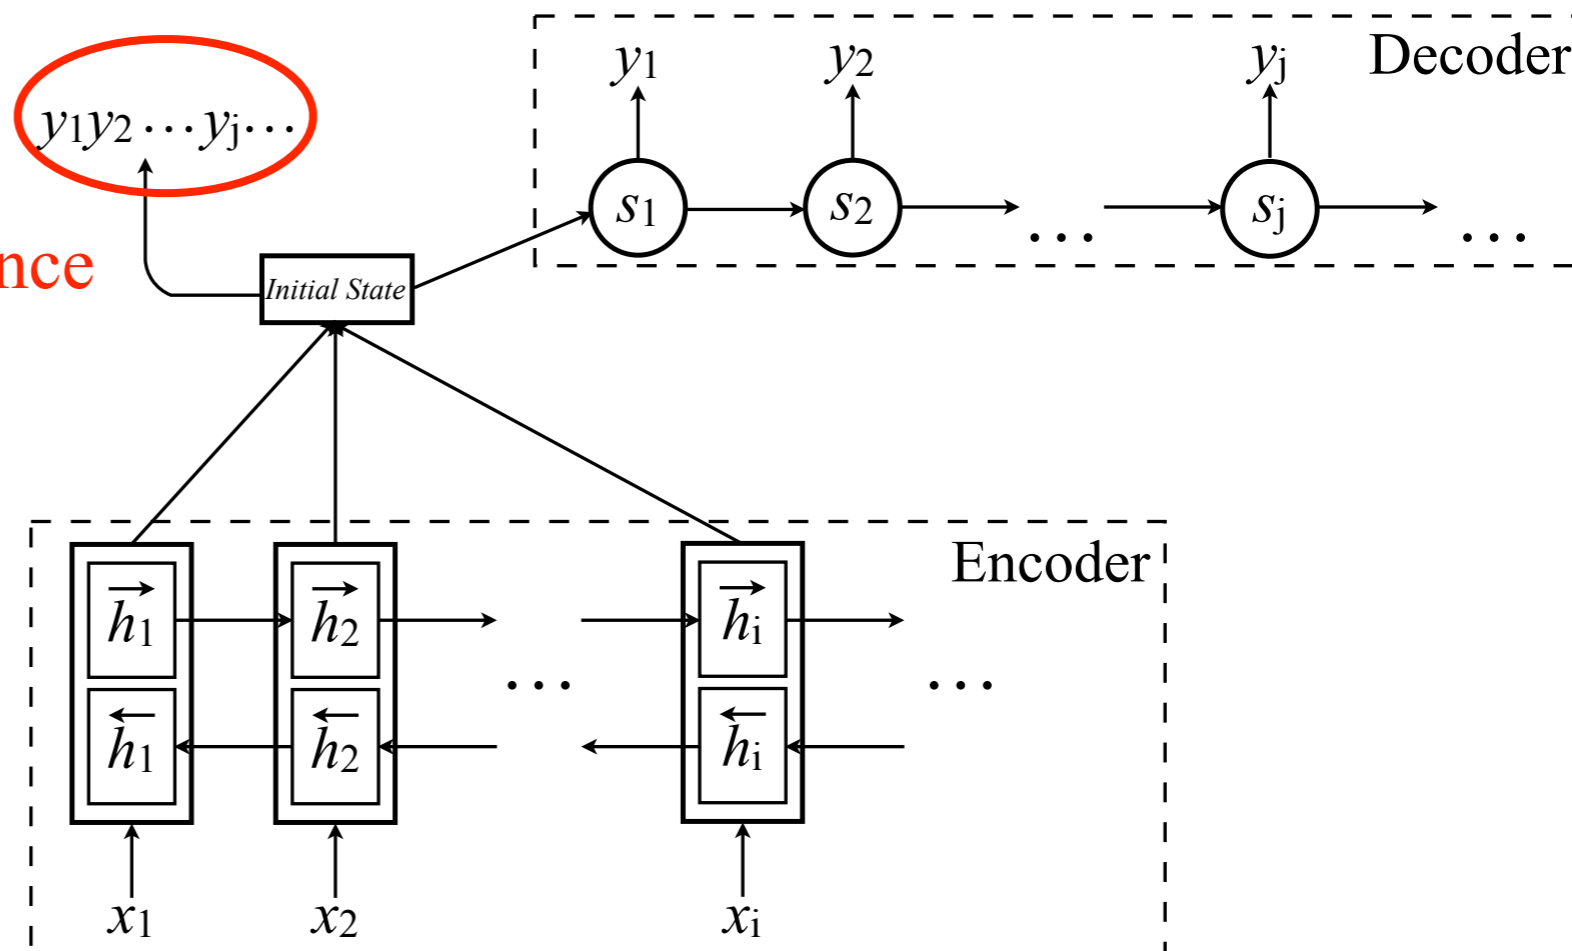 Decoder
y1 y2 yj
y1y2 ⋯ yj⋯
s1 s2 ⋯ sj ⋯
Initial State
Encoder
→h1 →h2 →hi
⋯ ⋯
←h1 ←h2 ←hi
x1 x2 xi